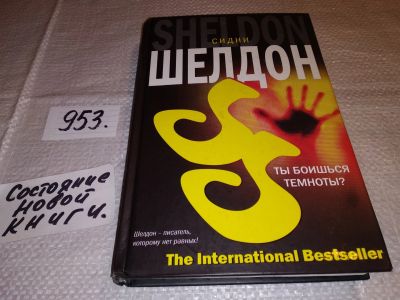 SHELDON
СИДНИ
ШЕЛДОН
ТЫ БОИШЬСЯ
ТЕМНОТЫ?
Шелдон – писатель,
которому нет равных!
The International Bestseller
953.
Состояние
новой
книги.